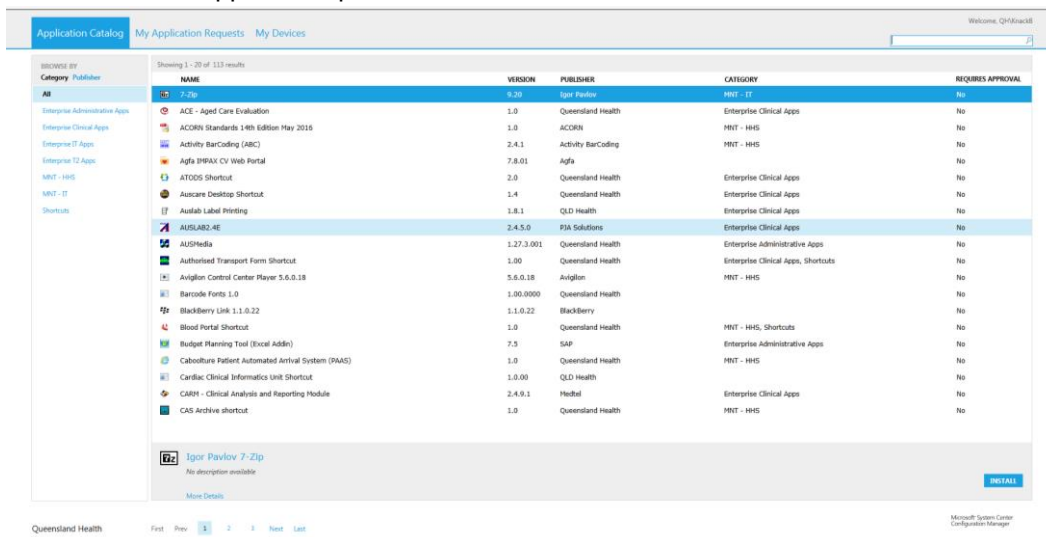 Welcome, QH\Knack8
Application Catalog My Application Requests My Devices
BROWSE BY
Category Publisher
All
Enterprise Administrative Apps
Enterprise Clinical Apps
Enterprise IT Apps
Enterprise T2 Apps
MNT - HHS
MNT - IT
Shortcuts
Showing 1 - 20 of 113 results
NAME VERSION PUBLISHER CATEGORY REQUIRES APPROVAL
7-Zip 9.20 Igor Pavlov MNT - IT No
ACE - Aged Care Evaluation 1.0 Queensland Health Enterprise Clinical Apps No
ACORN Standards 14th Edition May 2016 1.0 ACORN MNT - HHS No
Activity BarCoding (ABC) 2.4.1 Activity BarCoding MNT - HHS No
Agfa IMPAX CV Web Portal 7.8.01 Agfa No
ATODS Shortcut 2.0 Queensland Health Enterprise Clinical Apps No
Auscare Desktop Shortcut 1.4 Queensland Health Enterprise Clinical Apps No
Auslab Label Printing 1.8.1 QLD Health Enterprise Clinical Apps No
AUSLAB2.4E 2.4.5.0 PJA Solutions Enterprise Clinical Apps No
AUSMedia 1.27.3.001 Queensland Health Enterprise Administrative Apps No
Authorised Transport Form Shortcut 1.00 Queensland Health Enterprise Clinical Apps, Shortcuts No
Avigilon Control Center Player 5.6.0.18 5.6.0.18 Avigilon MNT - HHS No
Barcode Fonts 1.0 1.00.0000 Queensland Health No
BlackBerry Link 1.1.0.22 1.1.0.22 BlackBerry No
Blood Portal Shortcut 1.0 Queensland Health MNT - HHS, Shortcuts No
Budget Planning Tool (Excel Addin) 7.5 SAP Enterprise Administrative Apps No
Caboolture Patient Automated Arrival System (PAAS) 1.0 Queensland Health MNT - HHS No
Cardiac Clinical Informatics Unit Shortcut 1.0.00 QLD Health No
CARM - Clinical Analysis and Reporting Module 2.4.9.1 Medtel Enterprise Clinical Apps No
CAS Archive shortcut 1.0 Queensland Health MNT - HHS No
7z Igor Pavlov 7-Zip
No description available
More Details
INSTALL
Queensland Health
First Prev 1 2 3 Next Last
Microsoft System Center
Configuration Manager